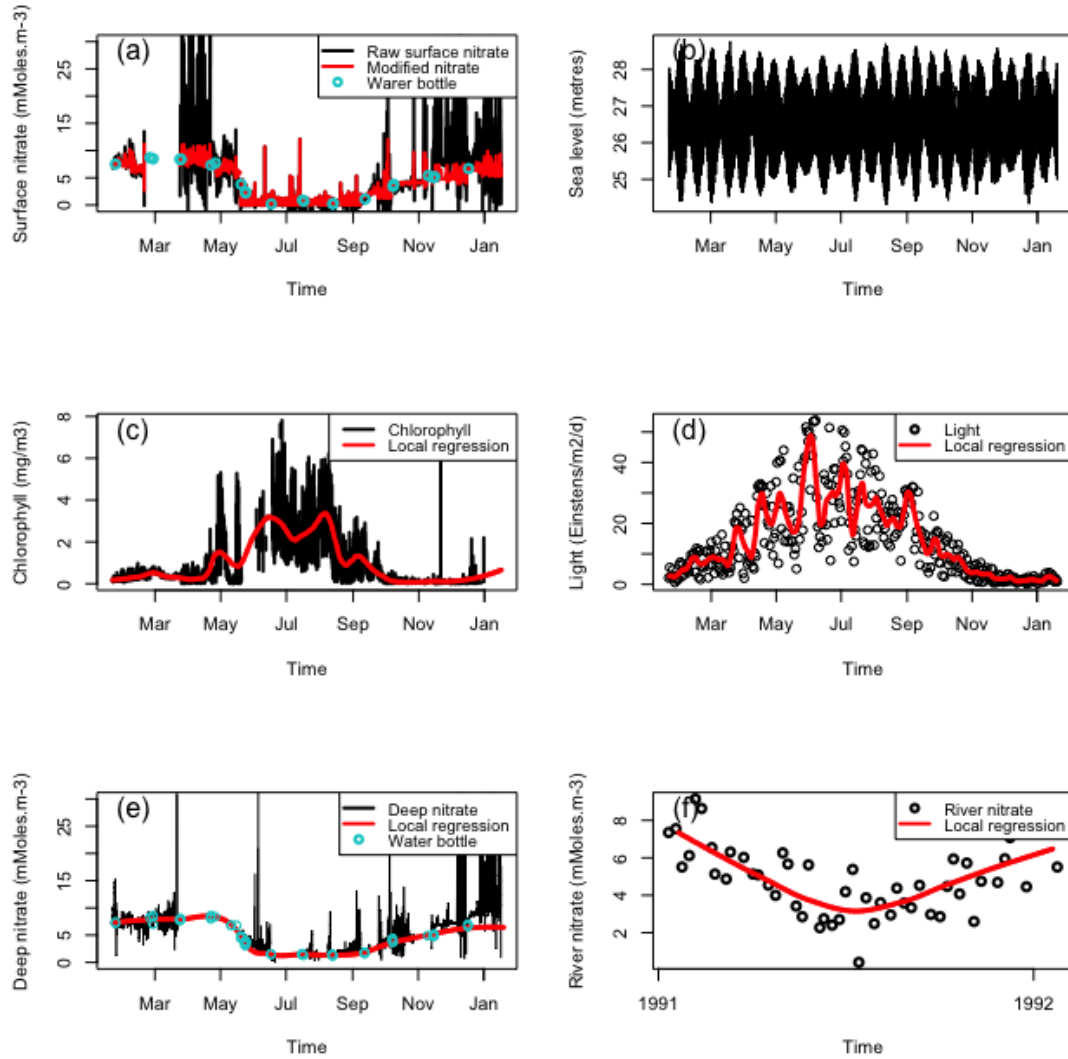 (a)
Raw surface nitrate
Modified nitrate
Warer bottle
Surface nitrate (mMoles.m-3)
0 5 15 25
Mar May Jul Sep Nov Jan
Time
(b)
Sea level (metres)
25 26 27 28
Mar May Jul Sep Nov Jan
Time
(c)
Chlorophyll
Local regression
Chlorophyll (mg/m3)
0 2 4 6 8
Mar May Jul Sep Nov Jan
Time
(d)
Light
Local regression
Light (Einstens/m2/d)
0 20 40
Mar May Jul Sep Nov Jan
Time
(e)
Deep nitrate
Local regression
Water bottle
Deep nitrate (mMoles.m-3)
0 5 15 25
Mar May Jul Sep Nov Jan
Time
(f)
River nitrate
Local regression
River nitrate (mMoles.m-3)
2 4 6 8
1991 1992
Time